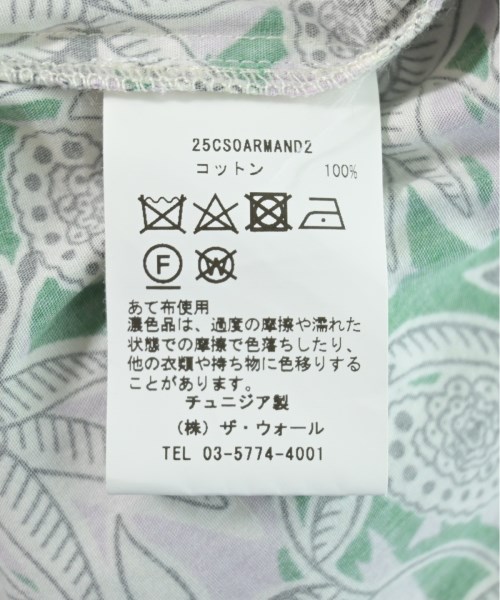 25CSOARMAND2
コットン 100%
F W
あて布使用
濃色品は、過度の摩擦や濡れた
状態での摩擦で色落ちしたり、
他の衣類や持ち物に色移りする
ことがあります。
チュニジア製
（株）ザ・ウォール
TEL 03-5774-4001